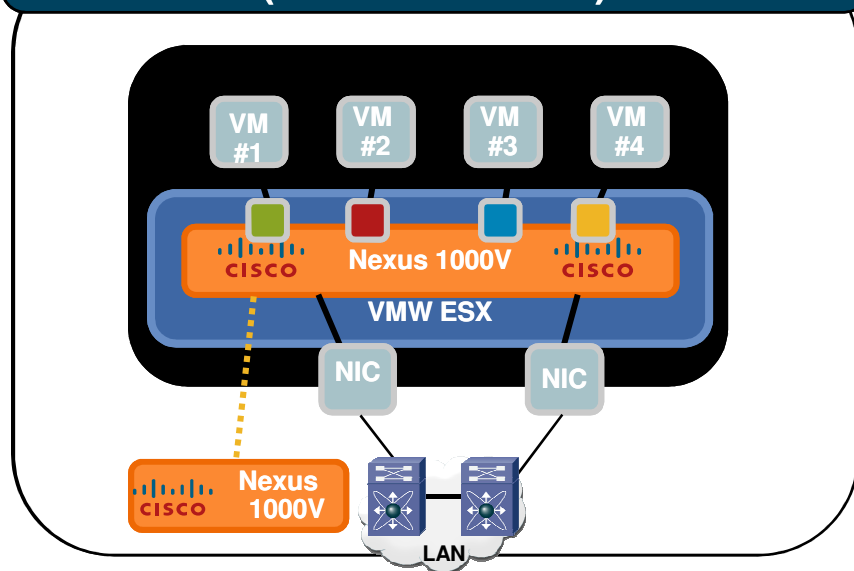 VM
#1
VM
#2
VM
#3
VM
#4
CISCO
Nexus 1000V
CISCO
VMW ESX
NIC
NIC
CISCO
Nexus
1000V
LAN